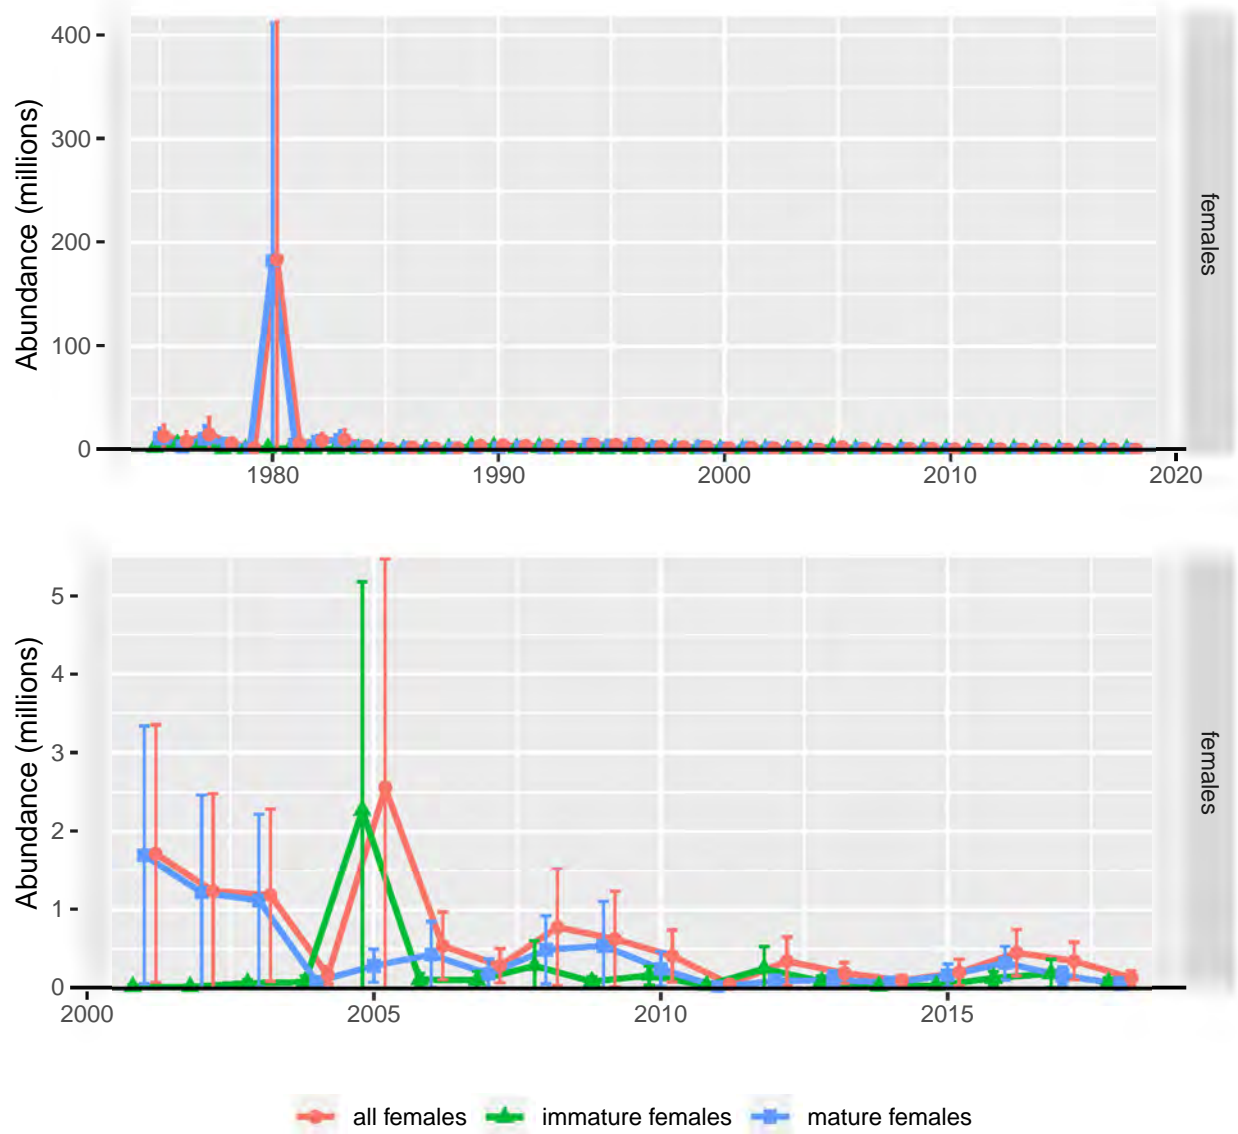 400
300
200
100
0
Abundance (millions)
females
1980 1990 2000 2010 2020
5
4
3
2
1
0
Abundance (millions)
females
2000 2005 2010 2015
all females immature females mature females